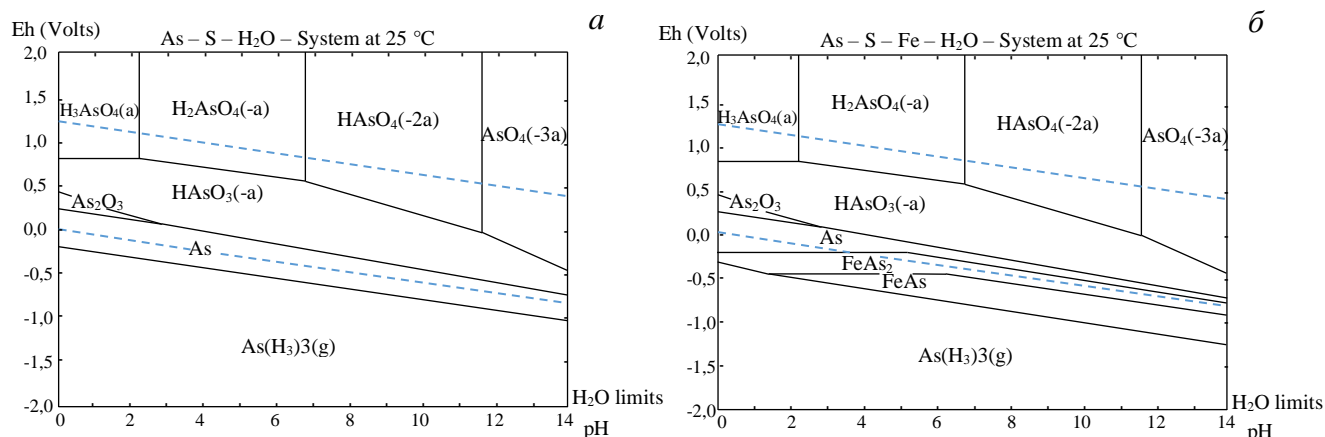 а
Eh (Volts)
As – S – H₂O – System at 25 °C
2,0
1,5
1,0
0,5
0,0
-0,5
-1,0
-1,5
-2,0
H₃AsO₄(a)
H₂AsO₄(-a)
HAsO₄(-2a)
AsO₄(-3a)
HAsO₃(-a)
As₂O₃
As
As(H₃)3(g)
0 2 4 6 8 10 12 14
H₂O limits
pH
б
Eh (Volts)
As – S – Fe – H₂O – System at 25 °C
2,0
1,5
1,0
0,5
0,0
-0,5
-1,0
-1,5
-2,0
H₃AsO₄(a)
H₂AsO₄(-a)
HAsO₄(-2a)
AsO₄(-3a)
As₂O₃
HAsO₃(-a)
As
FeAs₂
FeAs
As(H₃)3(g)
0 2 4 6 8 10 12 14
H₂O limits
pH